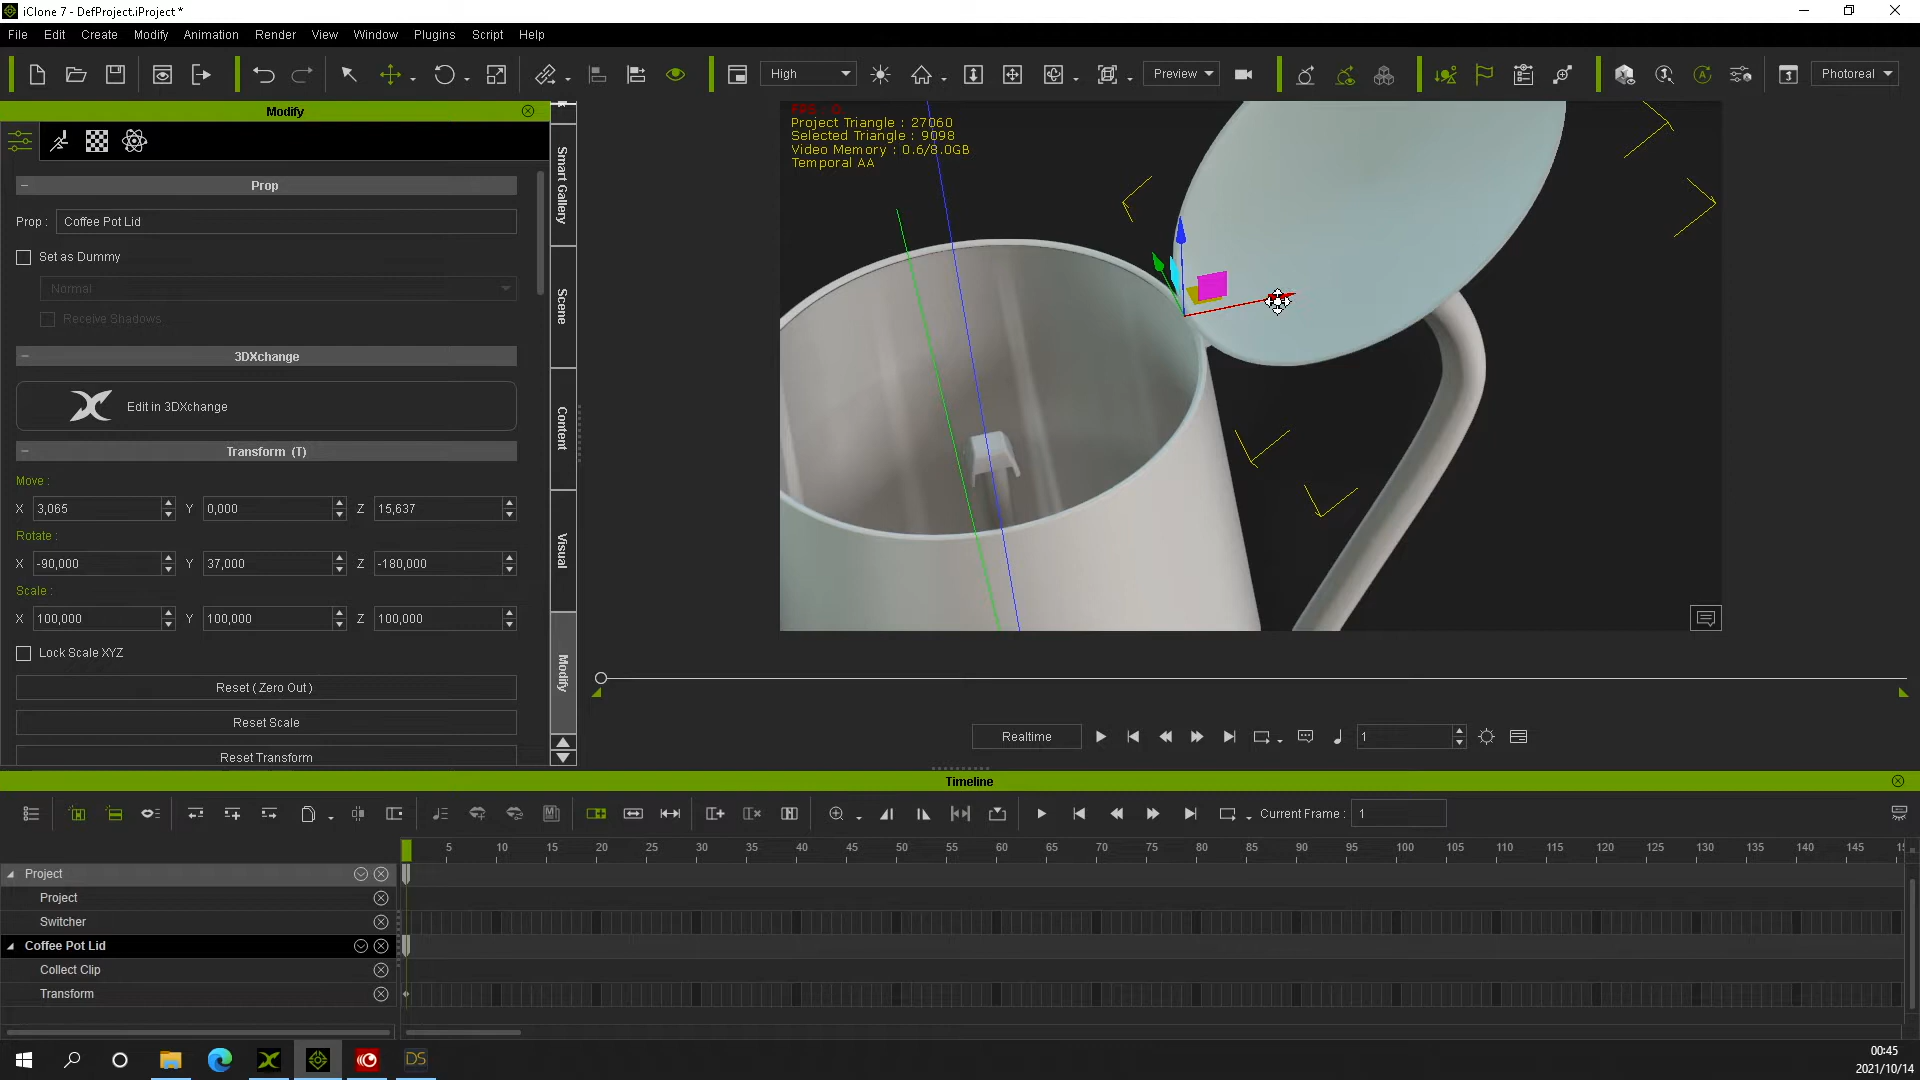 iClone 7 - DefProject.iProject *
File Edit Create Modify Animation Render View Window Plugins Script Help
High Preview Photoreal
Modify
Prop
Prop : Coffee Pot Lid
Set as Dummy
Normal
Receive Shadows
3DXchange
Edit in 3DXchange
Transform (T)
Move :
X 3,065 Y 0,000 Z 15,637
Rotate :
X -90,000 Y 37,000 Z -180,000
Scale :
X 100,000 Y 100,000 Z 100,000
Lock Scale XYZ
Reset ( Zero Out )
Reset Scale
Reset Transform
Smart Gallery
Scene
Content
Visual
Modify
FPS : 0
Project Triangle : 27060
Selected Triangle : 9098
Video Memory : 0.6/8.0GB
Temporal AA
Realtime 1
Timeline
Current Frame : 1
5 10 15 20 25 30 35 40 45 50 55 60 65 70 75 80 85 90 95 100 105 110 115 120 125 130 135 140 145
Project
Project
Switcher
Coffee Pot Lid
Collect Clip
Transform
DS
00:45
2021/10/14